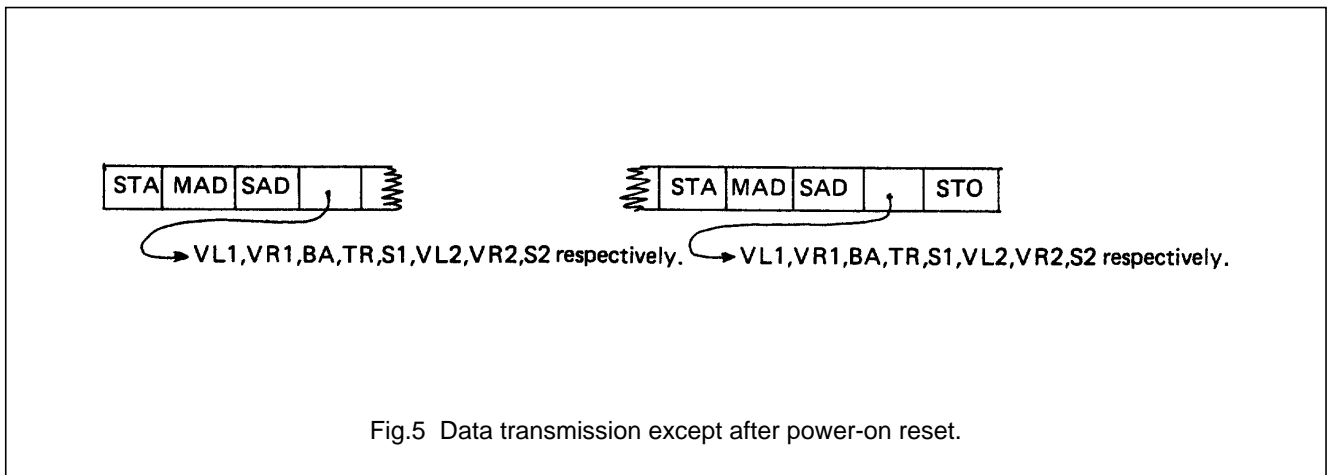 STA MAD SAD STA MAD SAD STO
VL1,VR1,BA,TR,S1,VL2,VR2,S2 respectively. VL1,VR1,BA,TR,S1,VL2,VR2,S2 respectively.
Fig.5 Data transmission except after power-on reset.